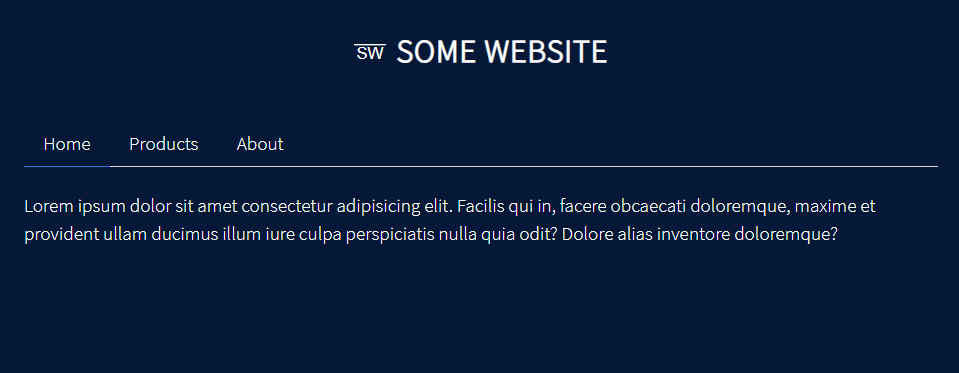 SW SOME WEBSITE
Home Products About
Lorem ipsum dolor sit amet consectetur adipisicing elit. Facilis qui in, facere obcaecati doloremque, maxime et
provident ullam ducimus illum iure culpa perspiciatis nulla quia odit? Dolore alias inventore doloremque?